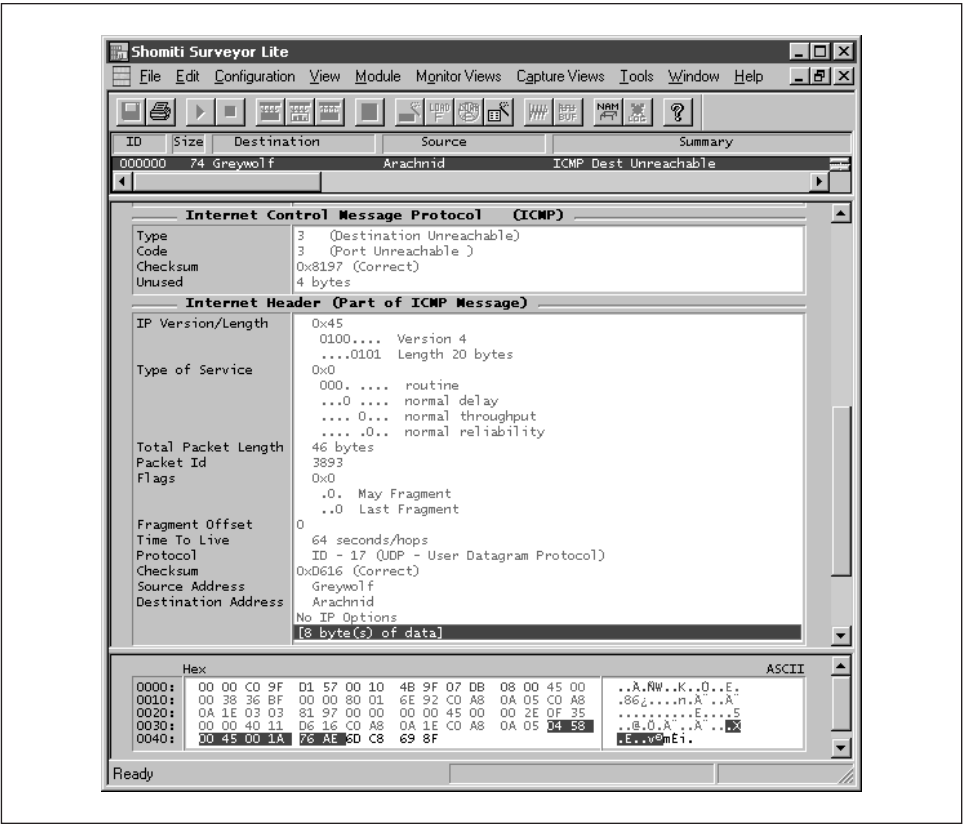 Shomiti Surveyor Lite
File Edit Configuration View Module Monitor Views Capture Views Tools Window Help
ID Size Destination Source Summary
000000 74 Greywolf Arachnid ICMP Dest Unreachable
Internet Control Message Protocol (ICMP)
Type 3 (Destination Unreachable)
Code 3 (Port Unreachable )
Checksum 0x8197 (Correct)
Unused 4 bytes
Internet Header (Part of ICMP Message)
IP Version/Length 0x45
0100.... Version 4
....0101 Length 20 bytes
Type of Service 0x0
000. .... routine
...0 .... normal delay
.... 0... normal throughput
.... .0.. normal reliability
Total Packet Length 46 bytes
Packet Id 3893
Flags 0x0
.0. May Fragment
..0 Last Fragment
Fragment Offset 0
Time To Live 64 seconds/hops
Protocol ID - 17 (UDP - User Datagram Protocol)
Checksum 0xD616 (Correct)
Source Address Greywolf
Destination Address Arachnid
No IP Options
[8 byte(s) of data]
Hex ASCII
0000: 00 00 C0 9F D1 57 00 10 4B 9F 07 DB 08 00 45 00 ..À.ÑW..K..Û..E.
0010: 00 38 36 BF 00 00 80 01 6E 92 C0 A8 0A 05 C0 A8 .86¿....n.À¨..À¨
0020: 0A 1E 03 03 81 97 00 00 00 00 45 00 00 2E 0F 35 ..........E....5
0030: 00 00 40 11 D6 16 C0 A8 0A 1E C0 A8 0A 05 04 58 ..@.Ö.À¨..À¨...X
0040: 00 45 00 1A 76 AE 6D C8 69 8F .E..v®mÈi.
Ready